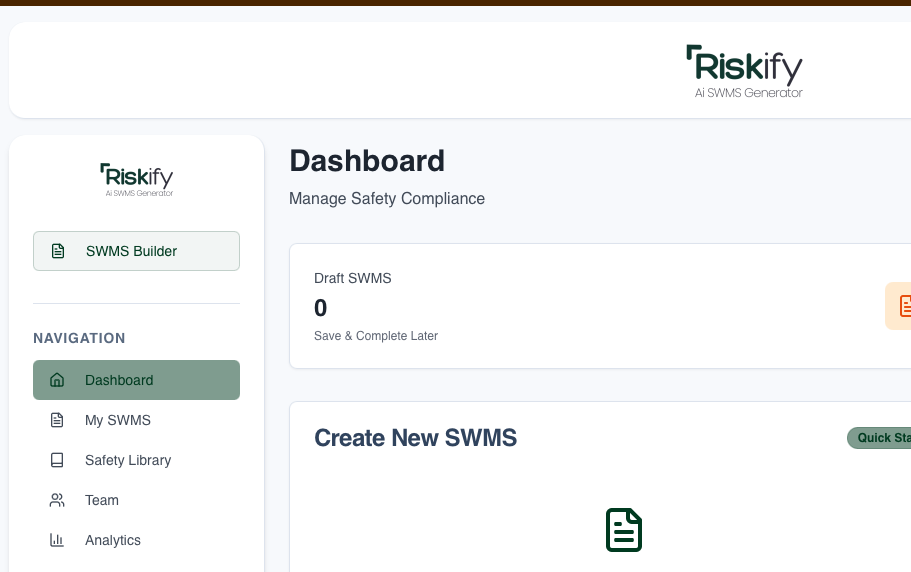 Riskify
Ai SWMS Generator
Riskify
Ai SWMS Generator
SWMS Builder
NAVIGATION
Dashboard
My SWMS
Safety Library
Team
Analytics
Dashboard
Manage Safety Compliance
Draft SWMS
0
Save & Complete Later
Create New SWMS
Quick Sta